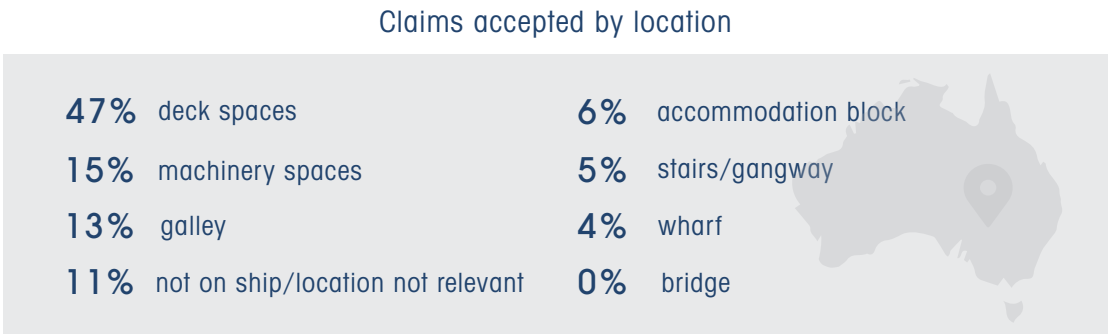 Claims accepted by location
47% deck spaces
15% machinery spaces
13% galley
11% not on ship/location not relevant
6% accommodation block
5% stairs/gangway
4% wharf
0% bridge